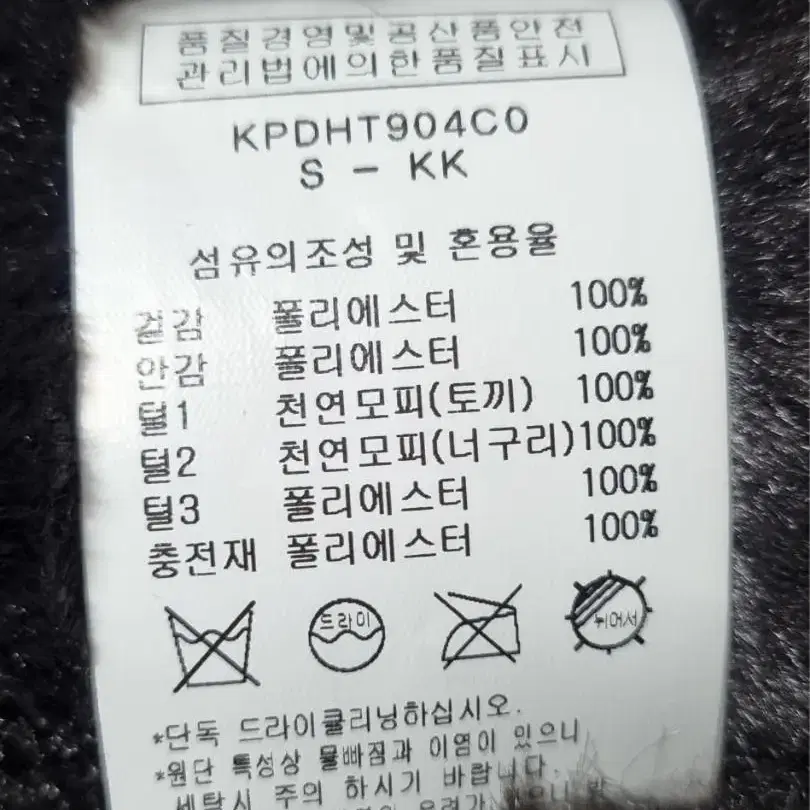 품질경영및공산품안전
관리법에의한품질표시
KPDHT904C0
S - KK
섬유의조성 및 혼용율
겉감 폴리에스터 100%
안감 폴리에스터 100%
털1 천연모피(토끼) 100%
털2 천연모피(너구리)100%
털3 폴리에스터 100%
충전재 폴리에스터 100%
드라이
뉘어서
*단독 드라이클리닝하십시오.
*원단 특성상 물빠짐과 이염이 있으니
세탁시 주의 하시기 바랍니다.